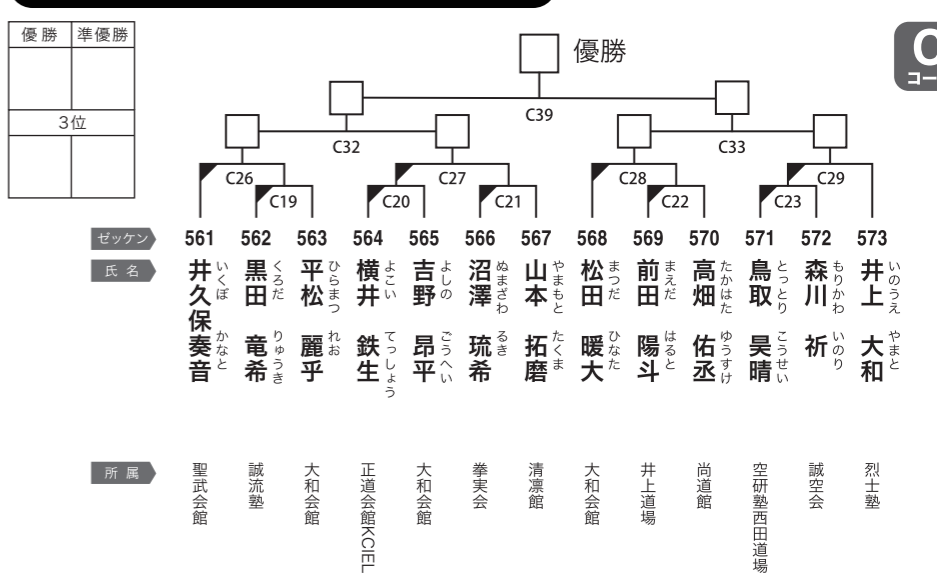 優勝 準優勝
3位
優勝
C
C39
C32 C33
C26 C27 C28 C29
C19 C20 C21 C22 C23
ゼッケン 561 562 563 564 565 566 567 568 569 570 571 572 573
氏名
井久保奏音 いくぼ かなと
黒田 竜希 くろだ りゅうき
平松 麗乎 ひらまつ れお
横井 鉄生 よこい てっしょう
吉野 昂平 よしの ごうへい
沼澤 琉希 ぬまざわ るき
山本 拓磨 やまもと たくま
松田 暖大 まつだ ひなた
前田 陽斗 まえだ はると
高畑 佑丞 たかはた ゆうすけ
鳥取 昊晴 とっとり こうせい
森川 祈 もりかわ いのり
井上 大和 いのうえ やまと
所属
聖武会館
誠流塾
大和会館
正道会館KCIEL
大和会館
拳実会
清凛館
大和会館
井上道場
尚道館
空研塾西田道場
誠空会
烈士塾